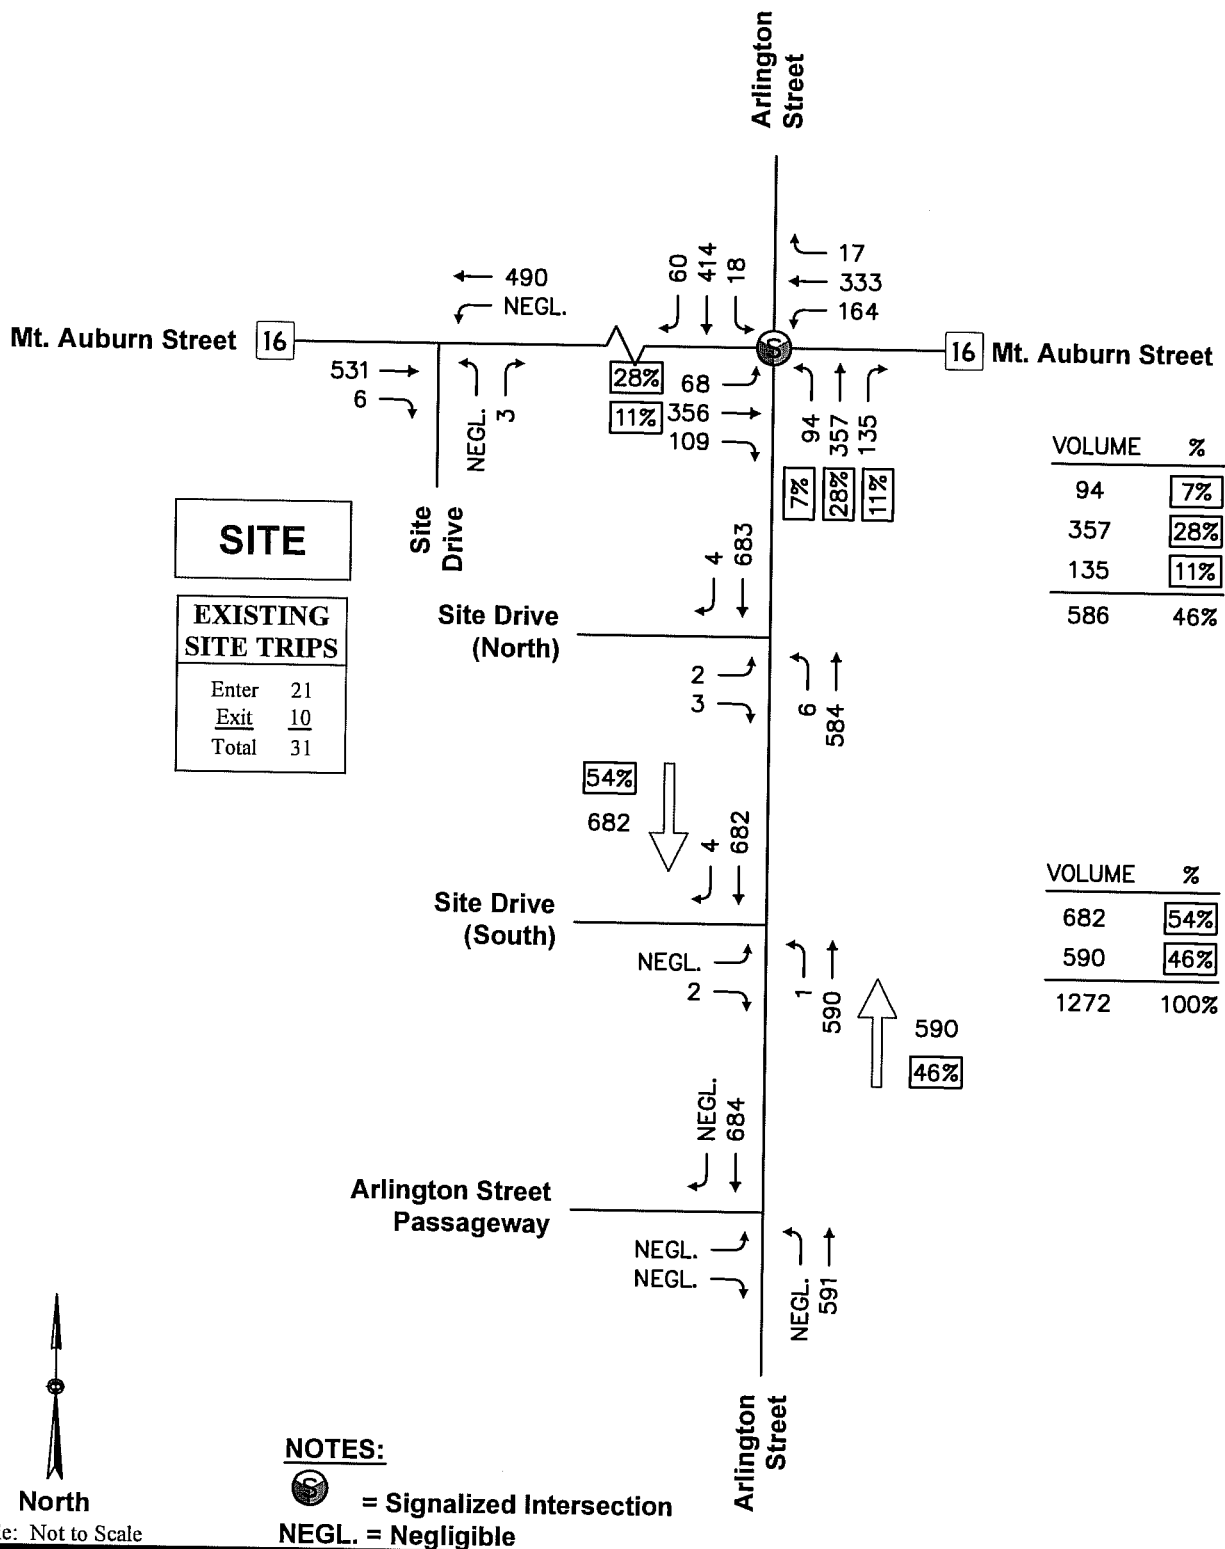 Arlington
Street
17
333
164
60
414
18
490
NEGL.
Mt. Auburn Street 16
S
16 Mt. Auburn Street
531
6
NEGL.
3
28% 68
11% 356
109
94
357
135
7%
28%
11%
VOLUME %
94 7%
357 28%
135 11%
586 46%
SITE
Site
Drive
EXISTING
SITE TRIPS
Enter 21
Exit 10
Total 31
4
683
Site Drive
(North)
2
3
6
584
54%
682
4
682
Site Drive
(South)
NEGL.
2
1
590
590
46%
VOLUME %
682 54%
590 46%
1272 100%
NEGL.
684
Arlington Street
Passageway
NEGL.
NEGL.
NEGL.
591
Arlington
Street
North
e: Not to Scale
NOTES:
S = Signalized Intersection
NEGL. = Negligible